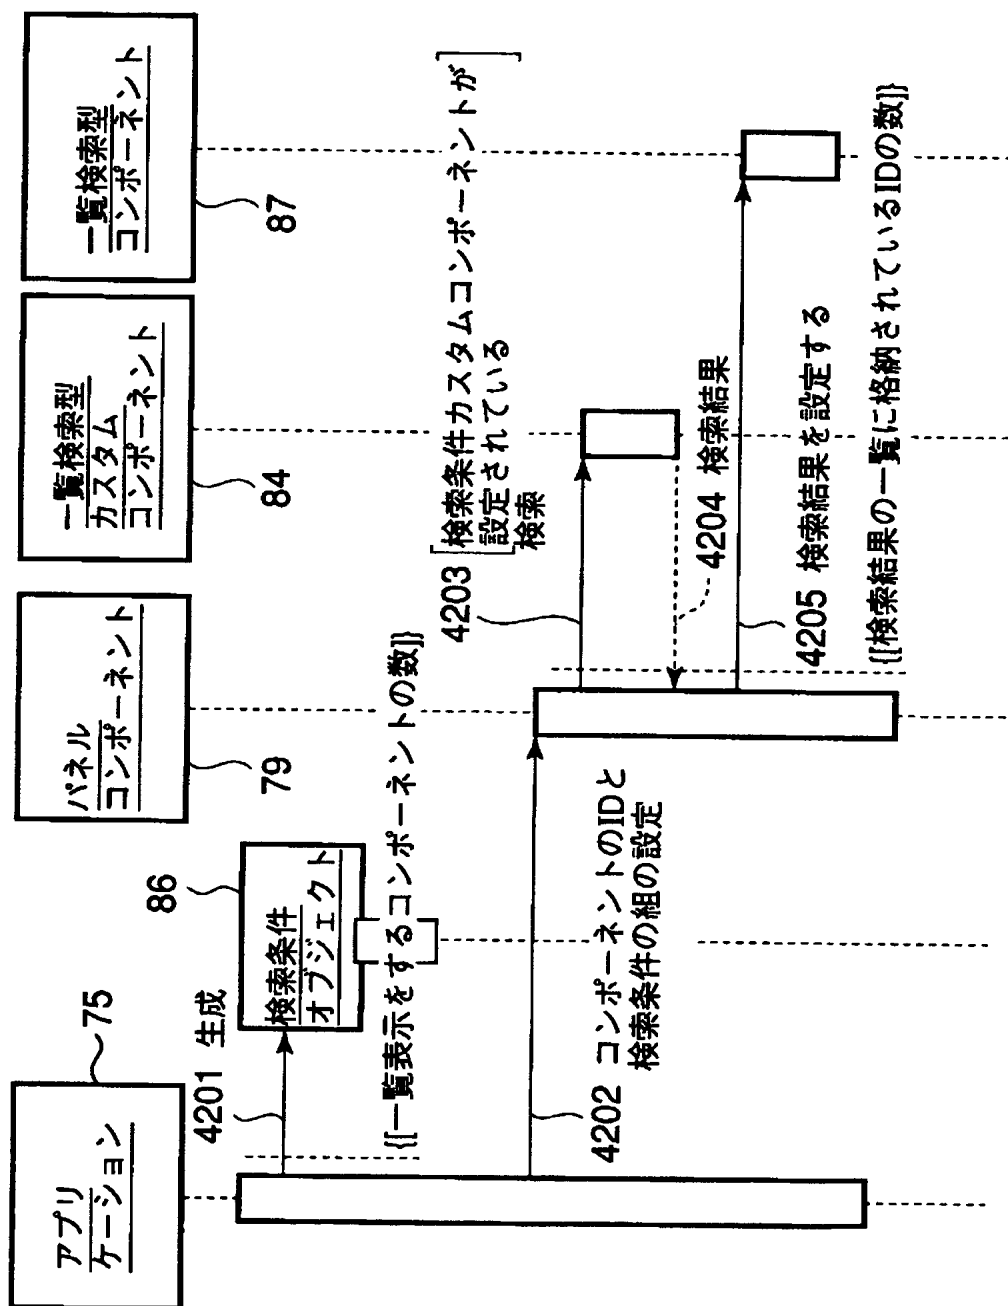 アプリ
ケーション
75
検索条件
オブジェクト
86
パネル
コンポーネント
79
一覧検索型
カスタム
コンポーネント
84
一覧検索型
コンポーネント
87
4201 生成
{[一覧表示をするコンポーネントの数]}
4202 コンポーネントのIDと
検索条件の組の設定
4203 [検索条件カスタムコンポーネントが
設定されている]
検索
4204 検索結果
4205 検索結果を設定する
{[検索結果の一覧に格納されているIDの数]}